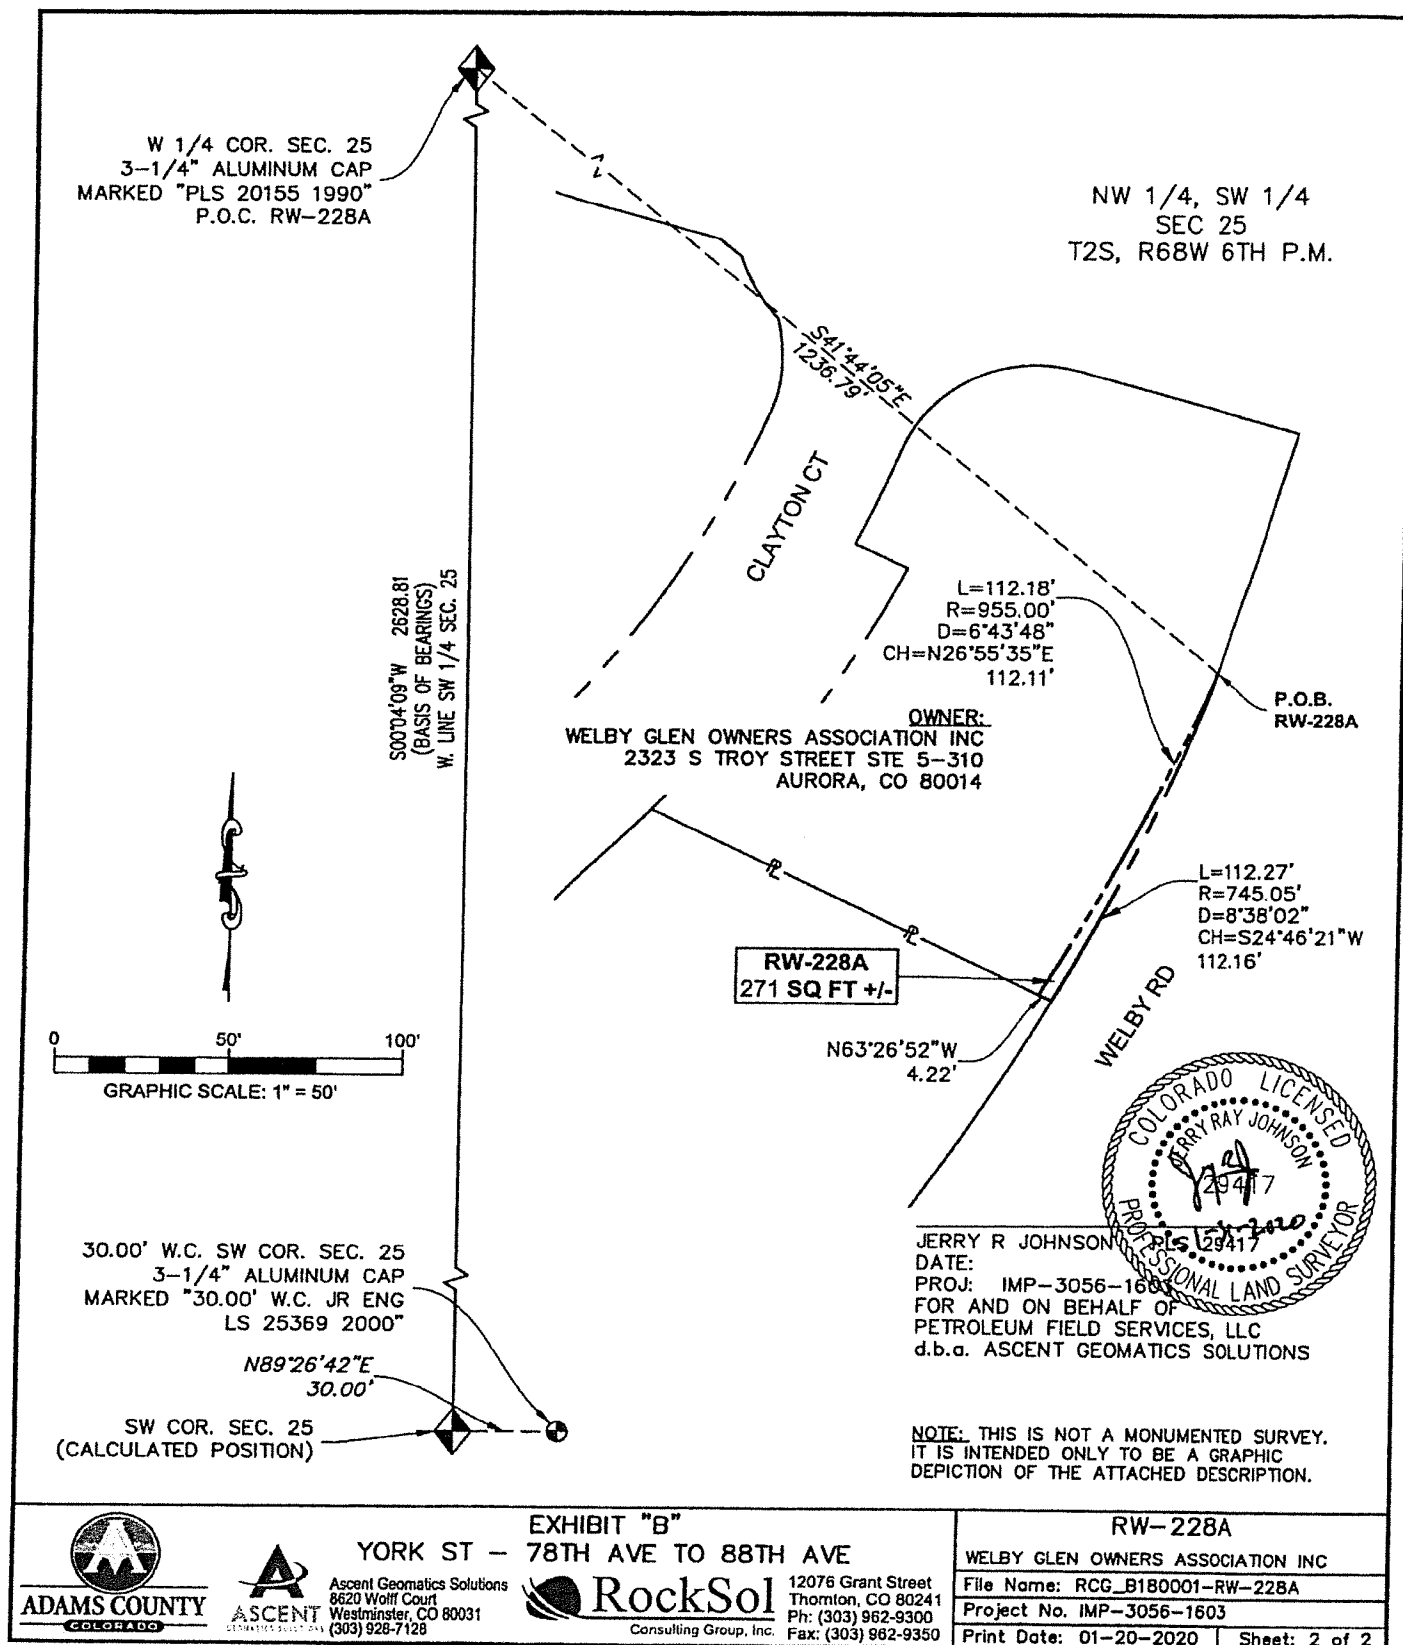 W 1/4 COR. SEC. 25
3-1/4" ALUMINUM CAP
MARKED "PLS 20155 1990"
P.O.C. RW-228A
NW 1/4, SW 1/4
SEC 25
T2S, R68W 6TH P.M.
S41°44'05"E
1236.79'
CLAYTON CT
S00°04'09"W 2628.81
(BASIS OF BEARINGS)
W. LINE SW 1/4 SEC. 25
L=112.18'
R=955.00'
D=6°43'48"
CH=N26°55'35"E
112.11'
P.O.B.
RW-228A
OWNER:
WELBY GLEN OWNERS ASSOCIATION INC
2323 S TROY STREET STE 5-310
AURORA, CO 80014
PL
PL
L=112.27'
R=745.05'
D=8°38'02"
CH=S24°46'21"W
112.16'
RW-228A
271 SQ FT +/-
WELBY RD
N63°26'52"W
4.22'
0 50' 100'
GRAPHIC SCALE: 1" = 50'
COLORADO LICENSED
JERRY RAY JOHNSON
29417
PROFESSIONAL LAND SURVEYOR
30.00' W.C. SW COR. SEC. 25
3-1/4" ALUMINUM CAP
MARKED "30.00' W.C. JR ENG
LS 25369 2000"
N89°26'42"E
30.00'
SW COR. SEC. 25
(CALCULATED POSITION)
JERRY R JOHNSON PLS 29417
DATE:
PROJ: IMP-3056-1603
FOR AND ON BEHALF OF
PETROLEUM FIELD SERVICES, LLC
d.b.a. ASCENT GEOMATICS SOLUTIONS
NOTE: THIS IS NOT A MONUMENTED SURVEY.
IT IS INTENDED ONLY TO BE A GRAPHIC
DEPICTION OF THE ATTACHED DESCRIPTION.
EXHIBIT "B"
YORK ST - 78TH AVE TO 88TH AVE
ADAMS COUNTY
COLORADO
ASCENT
GEOMATICS SOLUTIONS
Ascent Geomatics Solutions
8620 Wolff Court
Westminster, CO 80031
(303) 928-7128
RockSol
Consulting Group, Inc.
12076 Grant Street
Thornton, CO 80241
Ph: (303) 962-9300
Fax: (303) 962-9350
RW-228A
WELBY GLEN OWNERS ASSOCIATION INC
File Name: RCG_B180001-RW-228A
Project No. IMP-3056-1603
Print Date: 01-20-2020 Sheet: 2 of 2